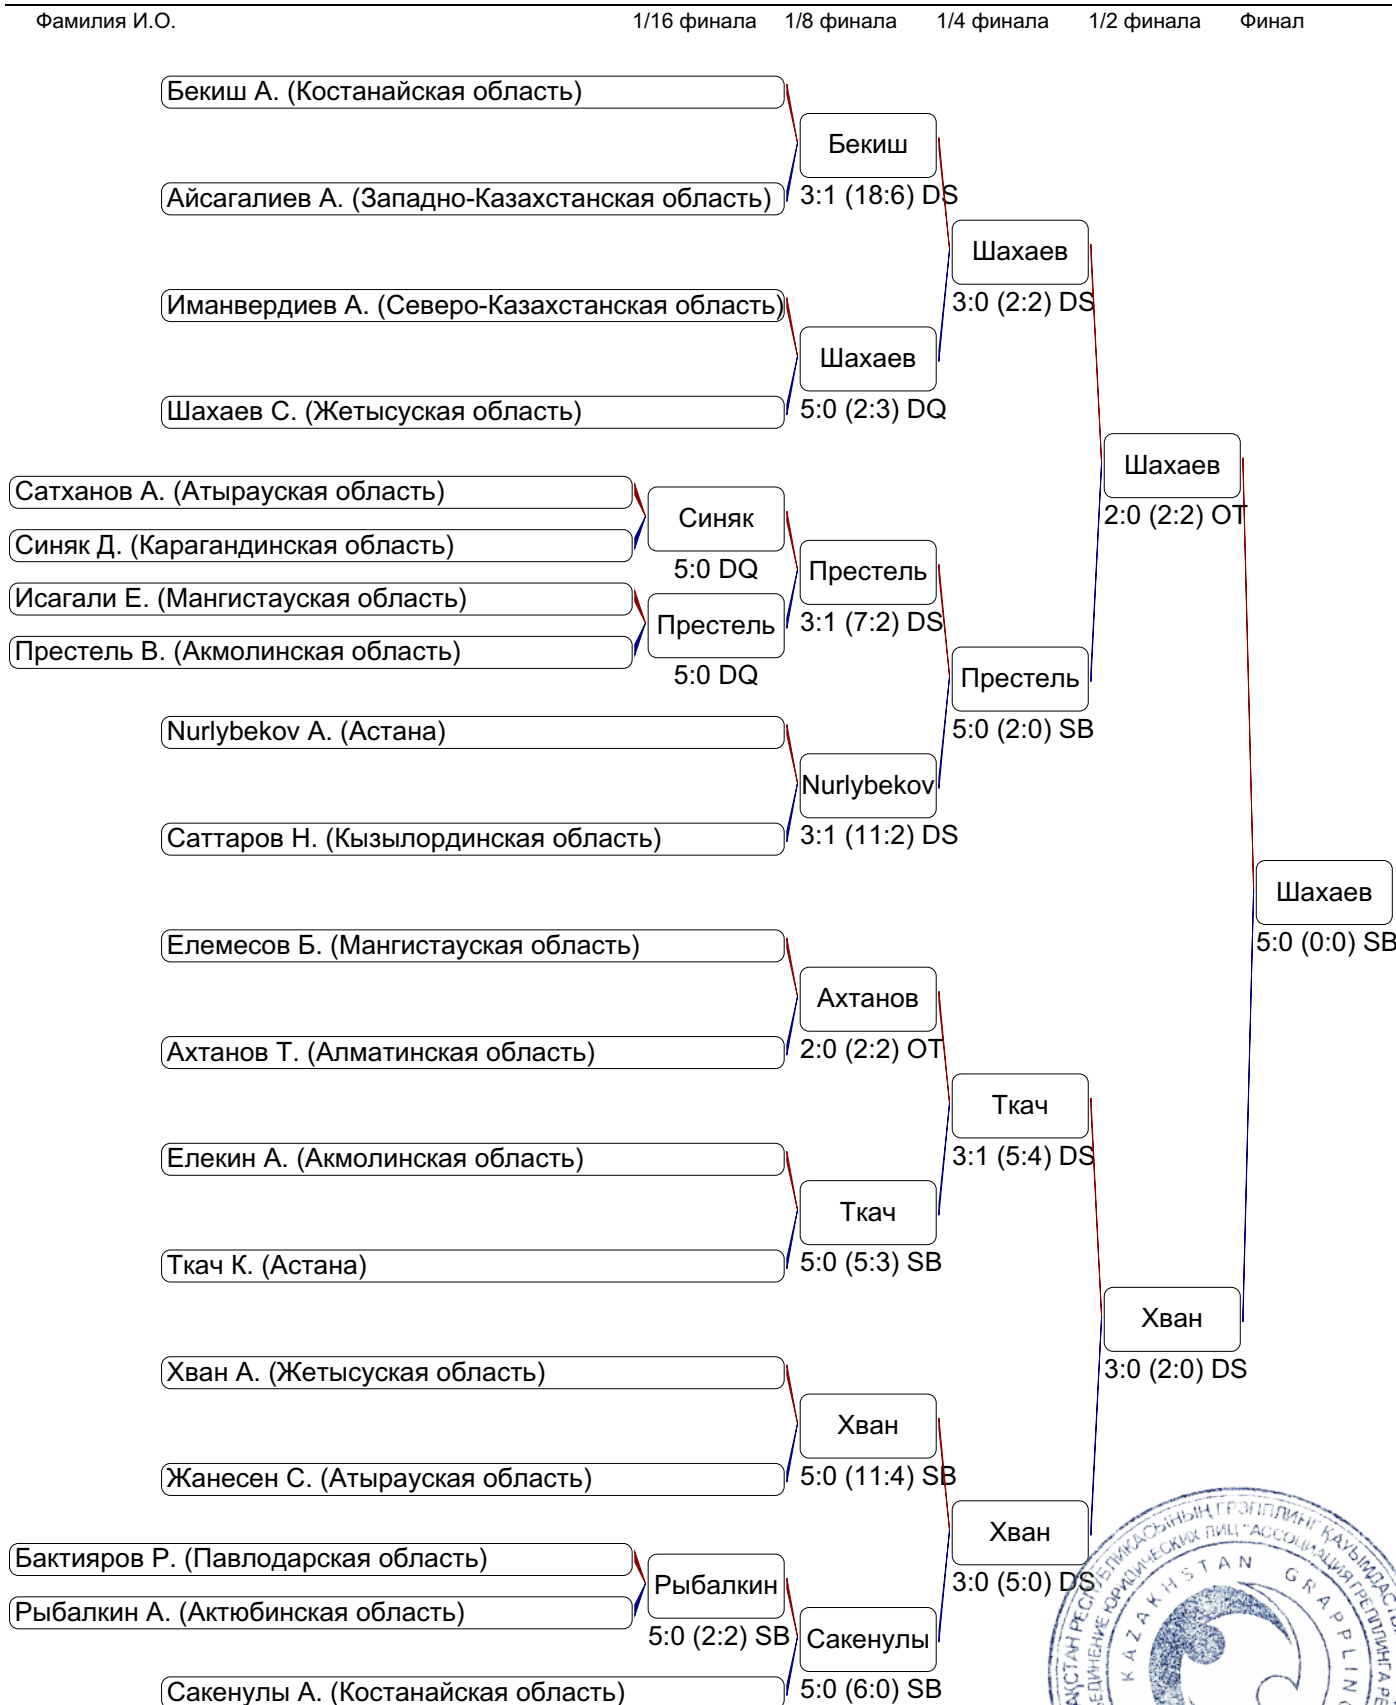 Фамилия И.О. 1/16 финала 1/8 финала 1/4 финала 1/2 финала Финал
Бекиш А. (Костанайская область)
Бекиш
Айсагалиев А. (Западно-Казахстанская область)
3:1 (18:6) DS
Шахаев
Иманвердиев А. (Северо-Казахстанская область)
3:0 (2:2) DS
Шахаев
Шахаев С. (Жетысуская область)
5:0 (2:3) DQ
Шахаев
2:0 (2:2) OT
Сатханов А. (Атырауская область)
Синяк
Синяк Д. (Карагандинская область)
5:0 DQ
Престель
Исагали Е. (Мангистауская область)
Престель
3:1 (7:2) DS
Престель В. (Акмолинская область)
5:0 DQ
Престель
5:0 (2:0) SB
Nurlybekov А. (Астана)
Nurlybekov
Саттаров Н. (Кызылординская область)
3:1 (11:2) DS
Шахаев
5:0 (0:0) SB
Елемесов Б. (Мангистауская область)
Ахтанов
Ахтанов Т. (Алматинская область)
2:0 (2:2) OT
Ткач
Елекин А. (Акмолинская область)
3:1 (5:4) DS
Ткач
Ткач К. (Астана)
5:0 (5:3) SB
Хван
3:0 (2:0) DS
Хван А. (Жетысуская область)
Хван
Жанесен С. (Атырауская область)
5:0 (11:4) SB
Хван
3:0 (5:0) DS
Бактияров Р. (Павлодарская область)
Рыбалкин
Рыбалкин А. (Актюбинская область)
5:0 (2:2) SB
Сакенулы
Сакенулы А. (Костанайская область)
5:0 (6:0) SB
KAZAKHSTAN GRAPPLIN